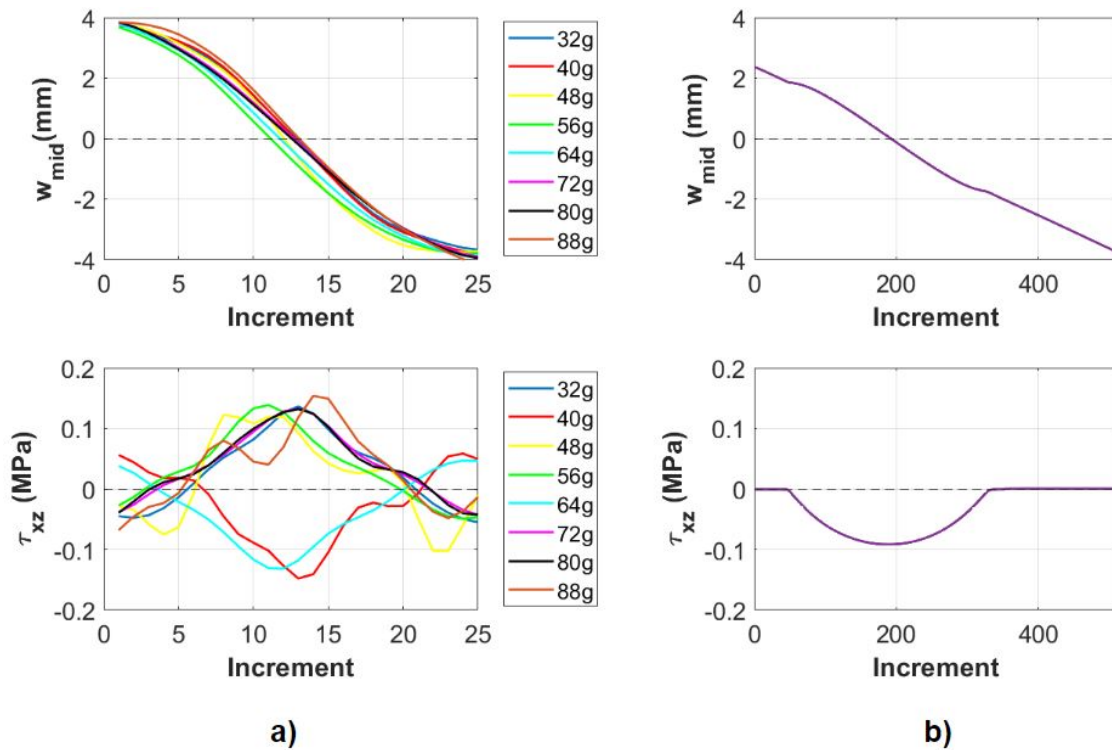 4
2
0
-2
-4
w_mid (mm)
0 5 10 15 20 25
Increment
32g
40g
48g
56g
64g
72g
80g
88g
4
2
0
-2
-4
w_mid (mm)
0 200 400
Increment
0.2
0.1
0
-0.1
-0.2
τ_xz (MPa)
0 5 10 15 20 25
Increment
32g
40g
48g
56g
64g
72g
80g
88g
0.2
0.1
0
-0.1
-0.2
τ_xz (MPa)
0 200 400
Increment
a)
b)